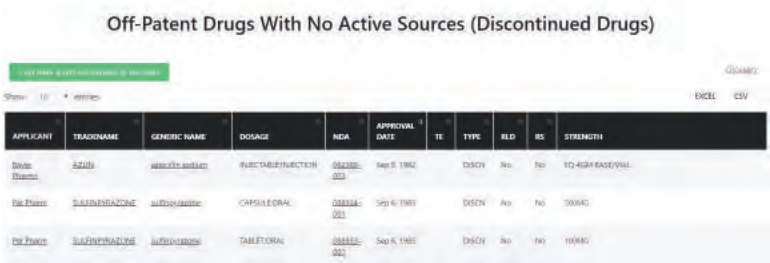 Off-Patent Drugs With No Active Sources (Discontinued Drugs)
Glossary
Show 10 entries
EXCEL CSV
APPLICANT TRADENAME GENERIC NAME DOSAGE NDA APPROVAL DATE TE TYPE RLD RS STRENGTH
Bayer Pharms AZLIN azlocillin sodium INJECTABLE;INJECTION Sep 1982 DISCN No No EQ 4GM BASE/VIAL
Par Pharm SULFINPYRAZONE sulfinpyrazone CAPSULE;ORAL Sep 6, DISCN No No 200MG
Par Pharm SULFINPYRAZONE sulfinpyrazone TABLET;ORAL Sep 6, DISCN No No 100MG